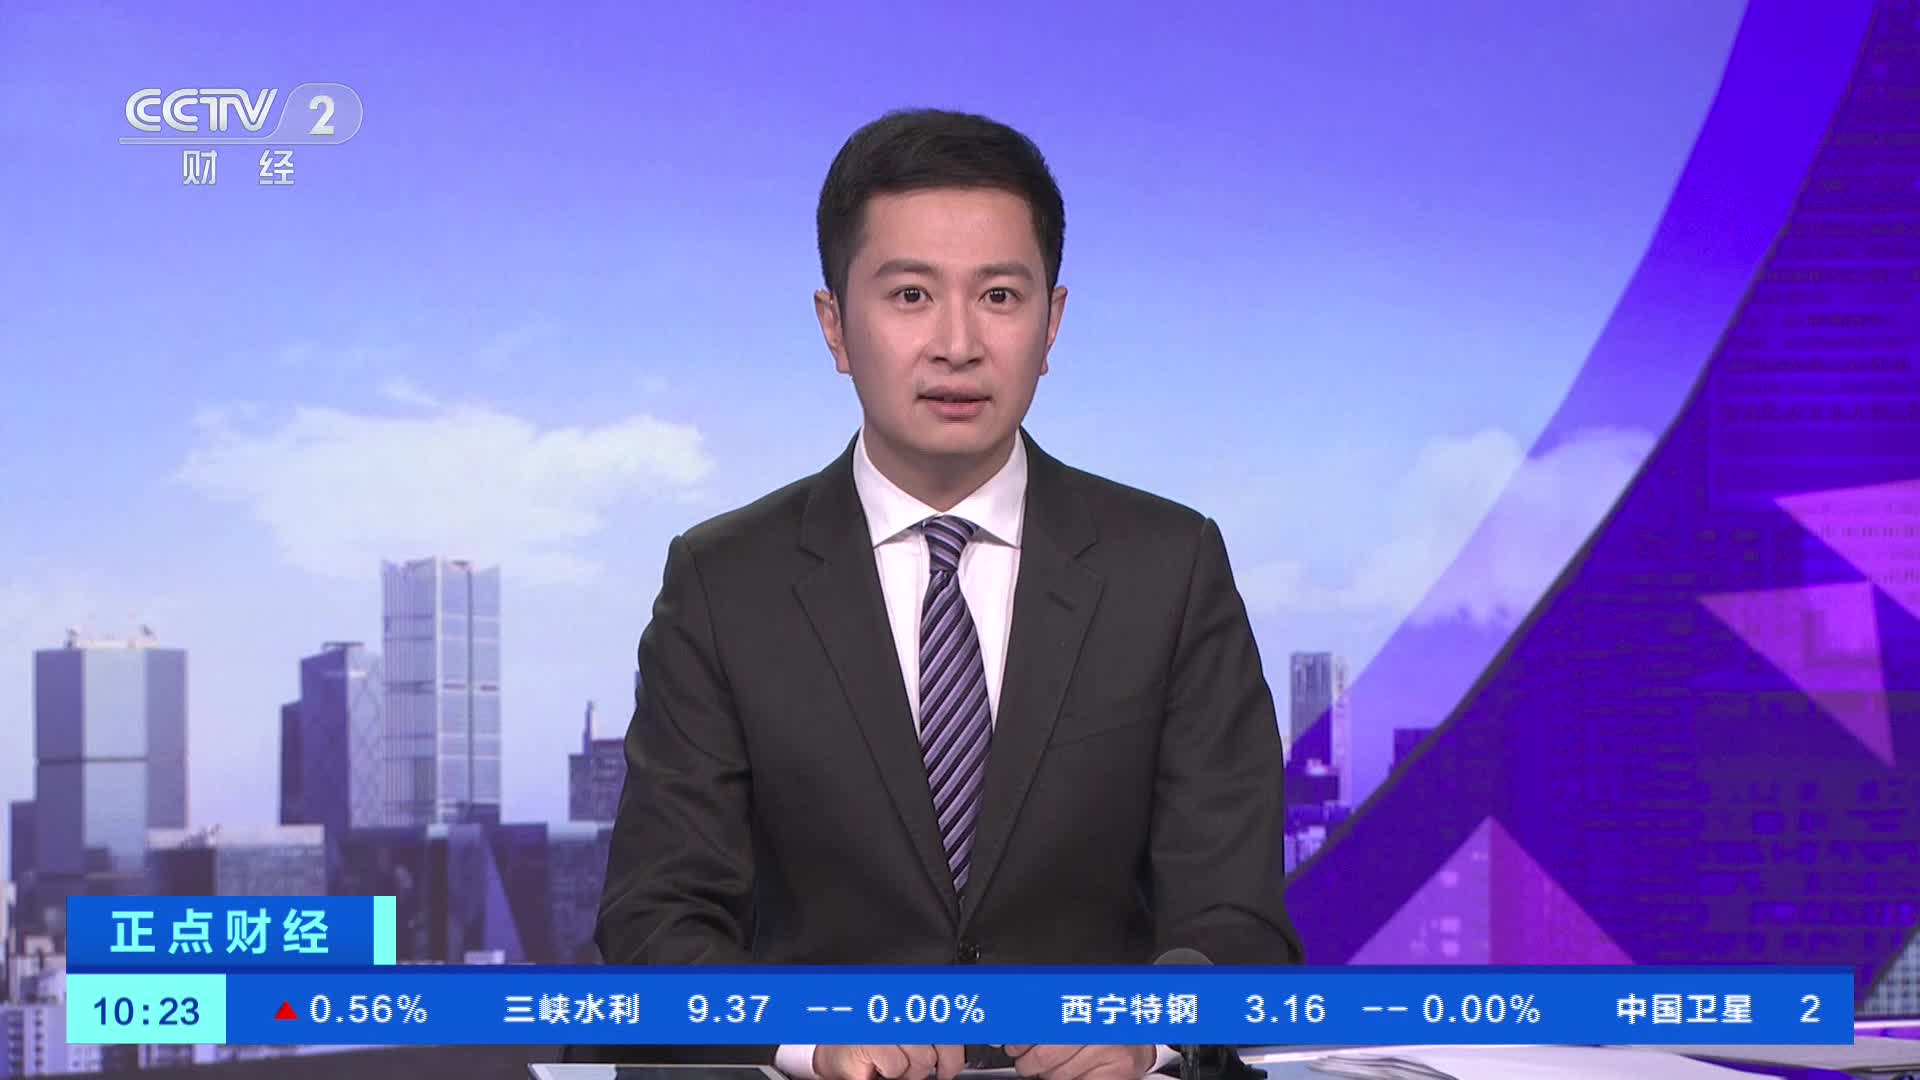 CCTV 2
财 经
正点财经
10:23 ▲0.56% 三峡水利 9.37 -- 0.00% 西宁特钢 3.16 -- 0.00% 中国卫星 2